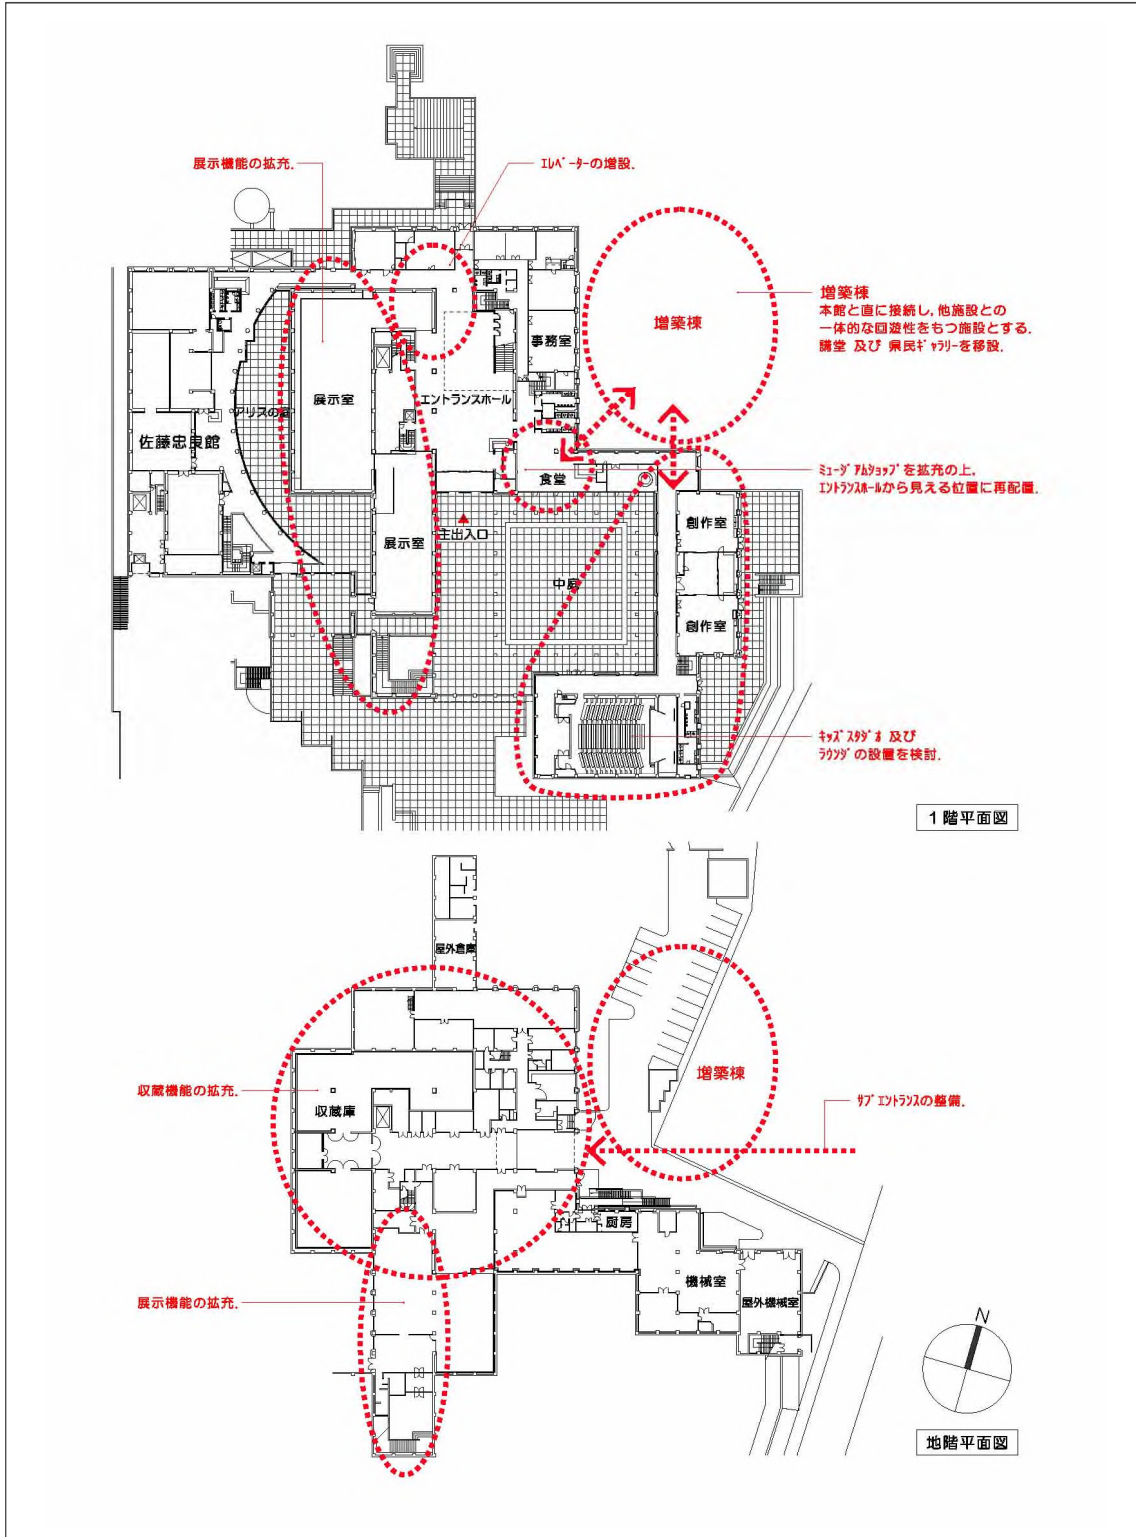 展示機能の拡充.
エレベーターの増設.
増築棟
増築棟
本館と直に接続し,他施設との
一体的な回遊性をもつ施設とする.
講堂 及び 県民ギャラリーを移設.
事務室
展示室
エントランスホール
アリスの庭
佐藤忠良館
食堂
ミュージアムショップを拡充の上,
エントランスホールから見える位置に再配置.
創作室
展示室
主出入口
中庭
創作室
キッズスタジオ 及び
ラウンジの設置を検討.
1階平面図
屋外倉庫
増築棟
収蔵機能の拡充.
収蔵庫
サブエントランスの整備.
厨房
機械室
屋外機械室
展示機能の拡充.
N
地階平面図